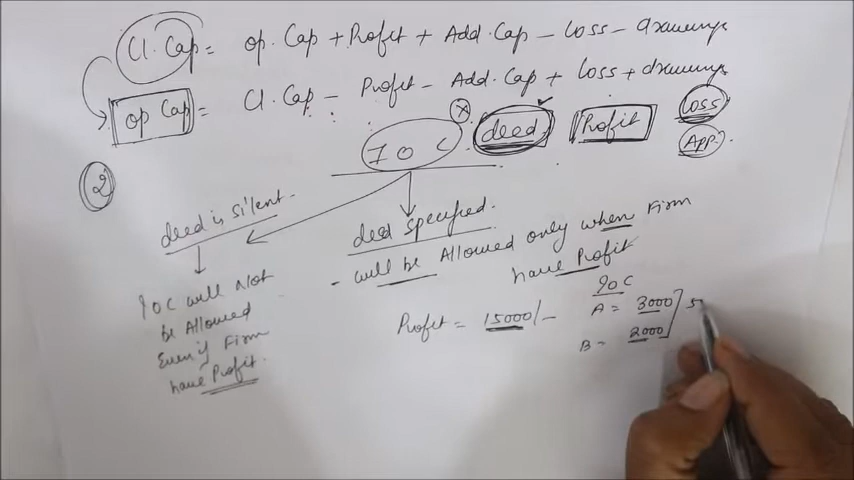 Cl. Cap = op. Cap + Profit + Add. Cap - Loss - drawings
op Cap = Cl. Cap - Profit - Add. Cap + Loss + drawings
IOC x deed ✓ Profit Loss
App.
2
deed is silent.
IOC will Not
be Allowed
Even if Firm
have Profit.
deed specified.
- will be Allowed only when Firm
have Profit
Profit = 15000/-
IOC
A = 3000
B = 2000
5